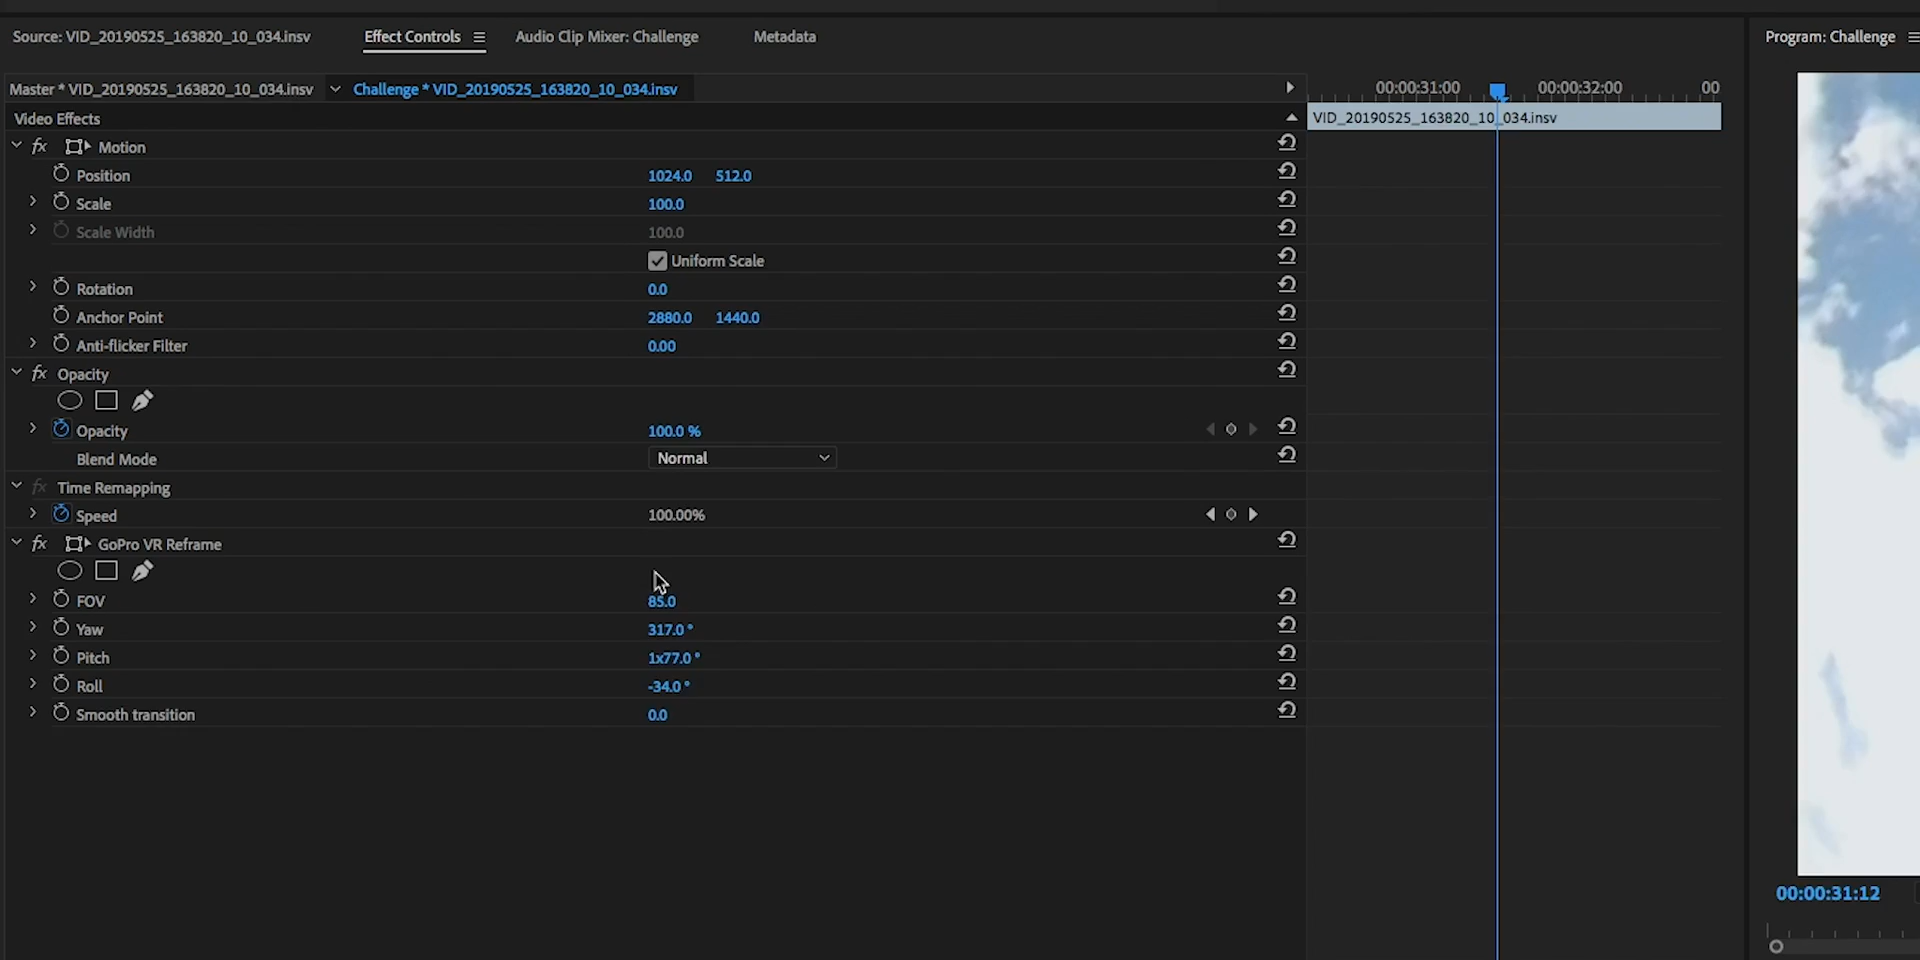 Source: VID_20190525_163820_10_034.insv Effect Controls Audio Clip Mixer: Challenge Metadata Program: Challenge
Master * VID_20190525_163820_10_034.insv Challenge * VID_20190525_163820_10_034.insv 00:00:31:00 00:00:32:00 00
Video Effects VID_20190525_163820_10_034.insv
fx Motion
Position 1024.0 512.0
Scale 100.0
Scale Width 100.0
Uniform Scale
Rotation 0.0
Anchor Point 2880.0 1440.0
Anti-flicker Filter 0.00
fx Opacity
Opacity 100.0 %
Blend Mode Normal
fx Time Remapping
Speed 100.00%
fx GoPro VR Reframe
FOV 85.0
Yaw 317.0 °
Pitch 1x77.0 °
Roll -34.0 °
Smooth transition 0.0
00:00:31:12